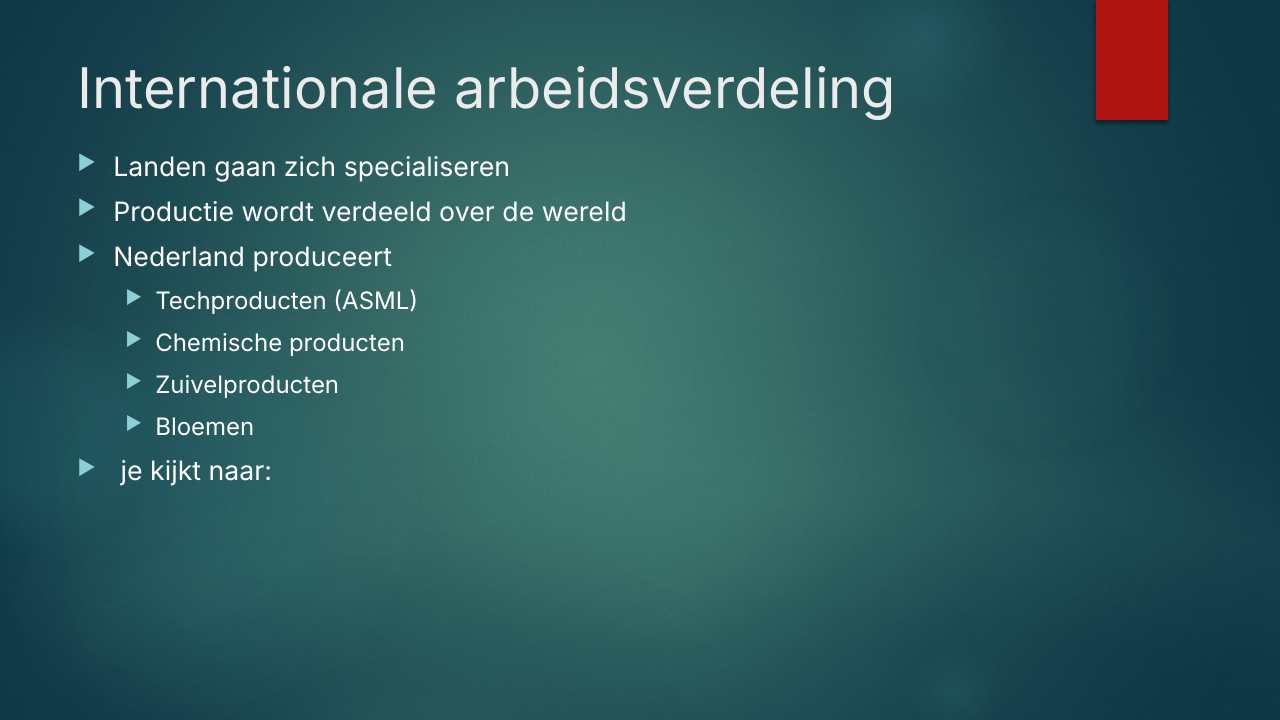 Internationale arbeidsverdeling
Landen gaan zich specialiseren
Productie wordt verdeeld over de wereld
Nederland produceert
Techproducten (ASML)
Chemische producten
Zuivelproducten
Bloemen
je kijkt naar: